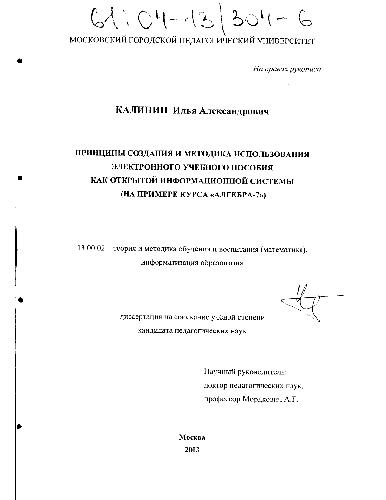 61:04-13/304-6
МОСКОВСКИЙ ГОРОДСКОЙ ПЕДАГОГИЧЕСКИЙ УНИВЕРСИТЕТ
На правах рукописи
КАЛИНИН Илья Александрович
ПРИНЦИПЫ СОЗДАНИЯ И МЕТОДИКА ИСПОЛЬЗОВАНИЯ
ЭЛЕКТРОННОГО УЧЕБНОГО ПОСОБИЯ
КАК ОТКРЫТОЙ ИНФОРМАЦИОННОЙ СИСТЕМЫ
(НА ПРИМЕРЕ КУРСА «АЛГЕБРА-7»)
13.00.02 – теория и методика обучения и воспитания (математика),
информатизация образования
диссертация на соискание ученой степени
кандидата педагогических наук
Научный руководитель:
доктор педагогических наук,
профессор Мордкович А.Г.
Москва
2003